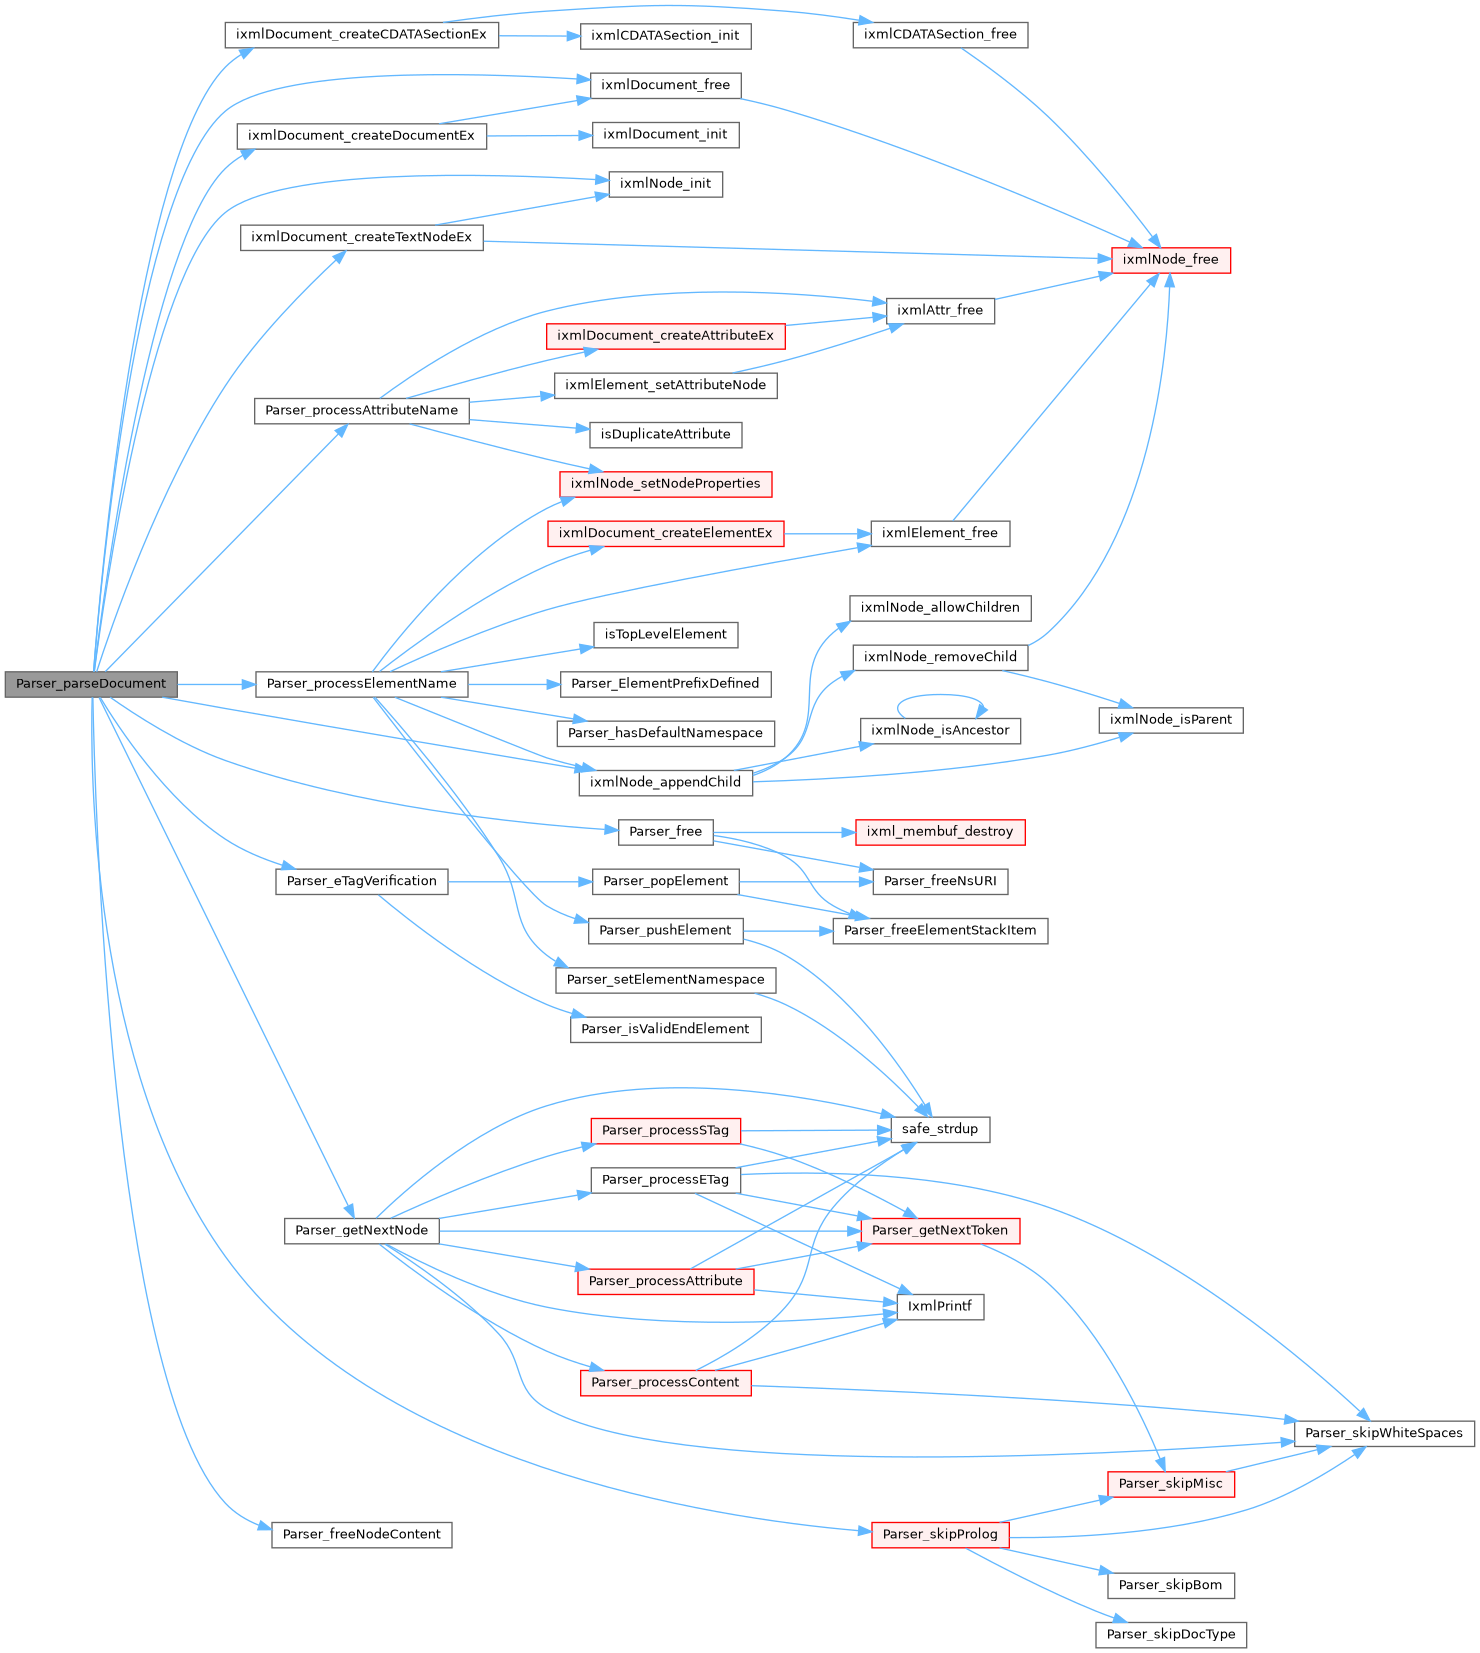 ixmlDocument_createCDATASectionEx
ixmlCDATASection_init
ixmlCDATASection_free
ixmlDocument_free
ixmlDocument_createDocumentEx
ixmlDocument_init
ixmlNode_init
ixmlDocument_createTextNodeEx
ixmlNode_free
ixmlAttr_free
ixmlDocument_createAttributeEx
ixmlElement_setAttributeNode
Parser_processAttributeName
isDuplicateAttribute
ixmlNode_setNodeProperties
ixmlDocument_createElementEx
ixmlElement_free
ixmlNode_allowChildren
isTopLevelElement
ixmlNode_removeChild
Parser_parseDocument
Parser_processElementName
Parser_ElementPrefixDefined
ixmlNode_isParent
ixmlNode_isAncestor
Parser_hasDefaultNamespace
ixmlNode_appendChild
Parser_free
ixml_membuf_destroy
Parser_eTagVerification
Parser_popElement
Parser_freeNsURI
Parser_pushElement
Parser_freeElementStackItem
Parser_setElementNamespace
Parser_isValidEndElement
Parser_processSTag
safe_strdup
Parser_processETag
Parser_getNextNode
Parser_getNextToken
Parser_processAttribute
IxmlPrintf
Parser_processContent
Parser_skipWhiteSpaces
Parser_skipMisc
Parser_freeNodeContent
Parser_skipProlog
Parser_skipBom
Parser_skipDocType